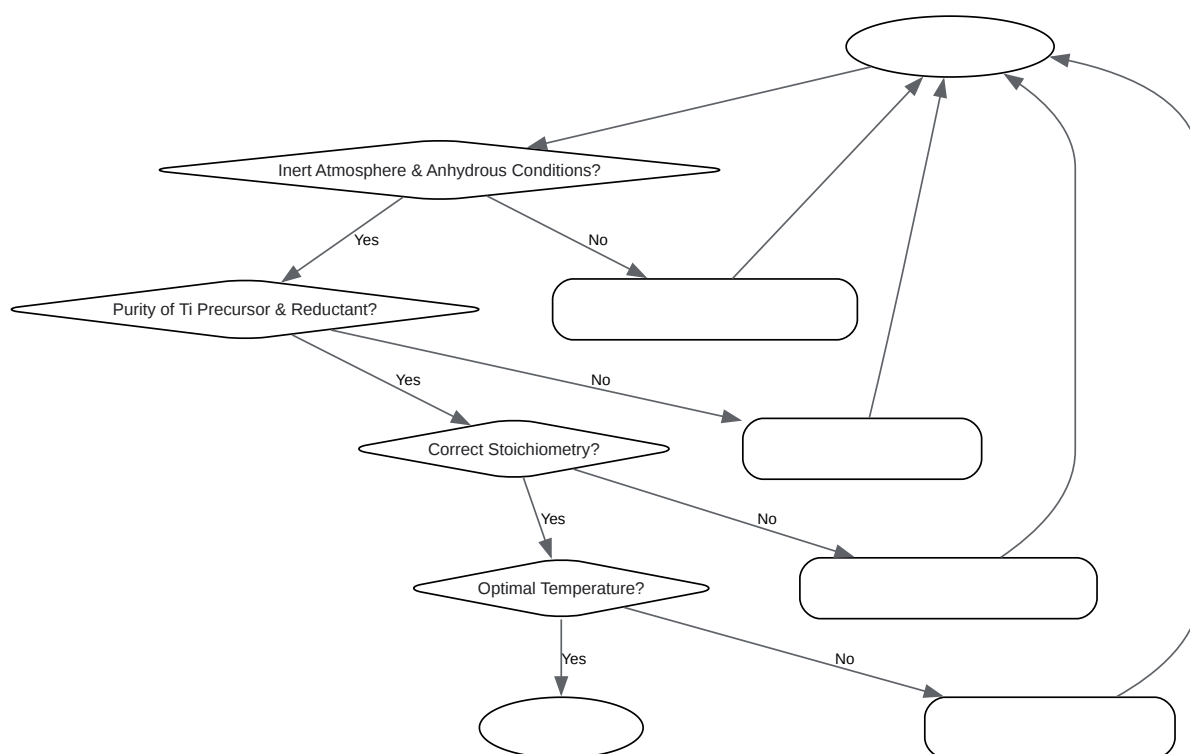 Inert Atmosphere & Anhydrous Conditions?
Yes
No
Purity of Ti Precursor & Reductant?
Yes
No
Correct Stoichiometry?
Yes
No
Optimal Temperature?
Yes
No